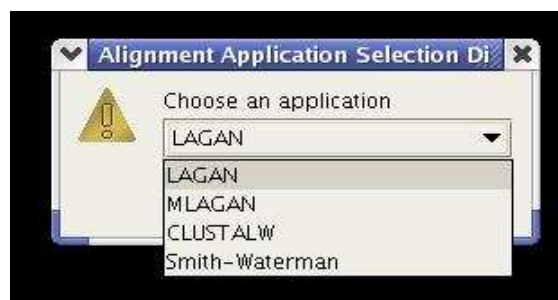 Alignment Application Selection Di
Choose an application
LAGAN
LAGAN
MLAGAN
CLUSTALW
Smith-Waterman